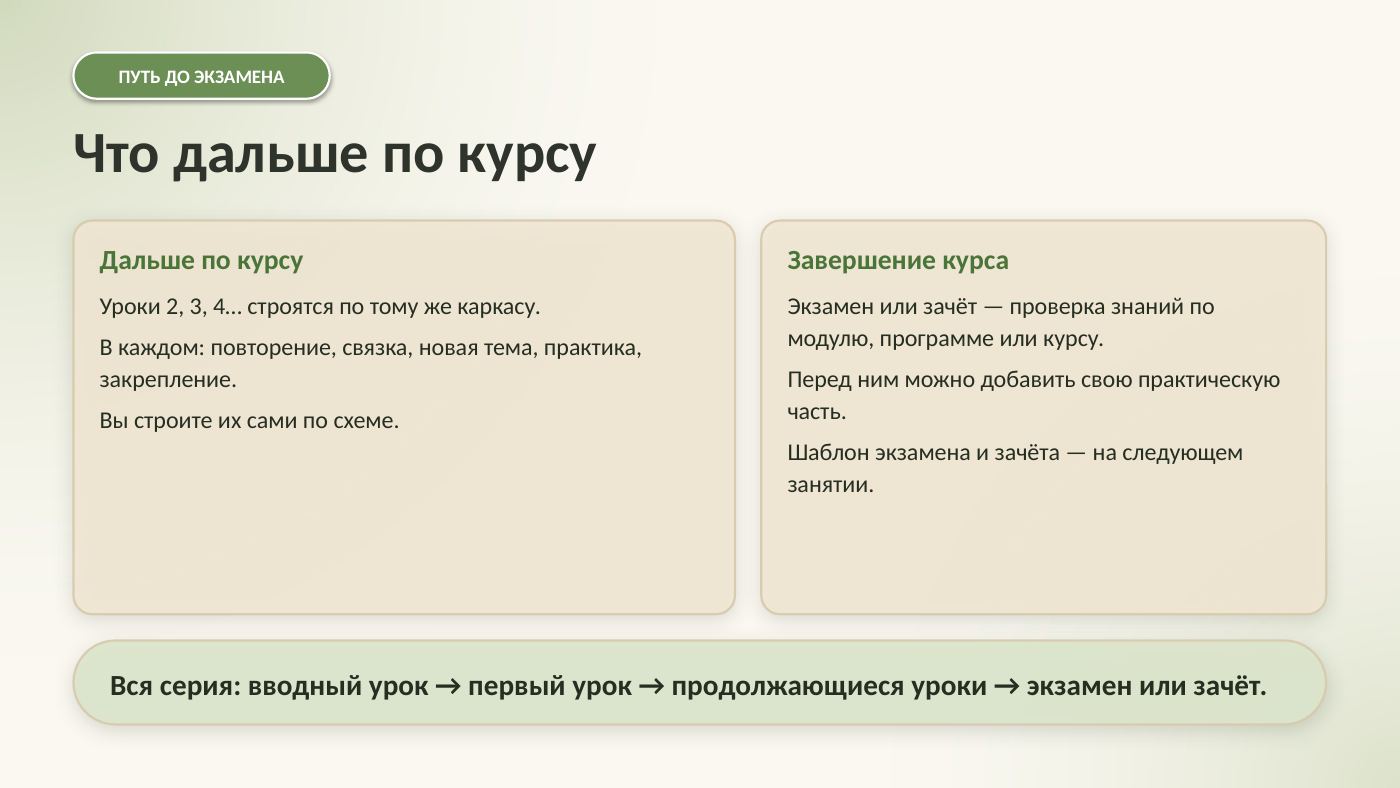 ПУТЬ ДО ЭКЗАМЕНА
Что дальше по курсу
Дальше по курсу
Уроки 2, 3, 4… строятся по тому же каркасу.
В каждом: повторение, связка, новая тема, практика,
закрепление.
Вы строите их сами по схеме.
Завершение курса
Экзамен или зачёт — проверка знаний по
модулю, программе или курсу.
Перед ним можно добавить свою практическую
часть.
Шаблон экзамена и зачёта — на следующем
занятии.
Вся серия: вводный урок → первый урок → продолжающиеся уроки → экзамен или зачёт.